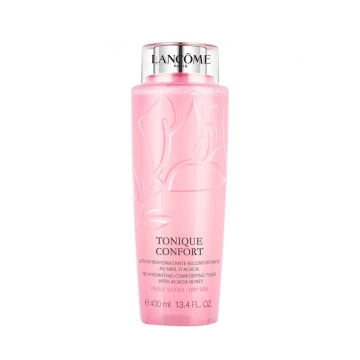 LANCÔME
PARIS
TONIQUE
CONFORT
LOTION RÉHYDRATANTE RÉCONFORTANTE
AU MIEL D'ACACIA
RE-HYDRATING COMFORTING TONER
WITH ACACIA HONEY
PEAUX SÈCHES - DRY SKIN
℮400 ml 13.4 FL. OZ.